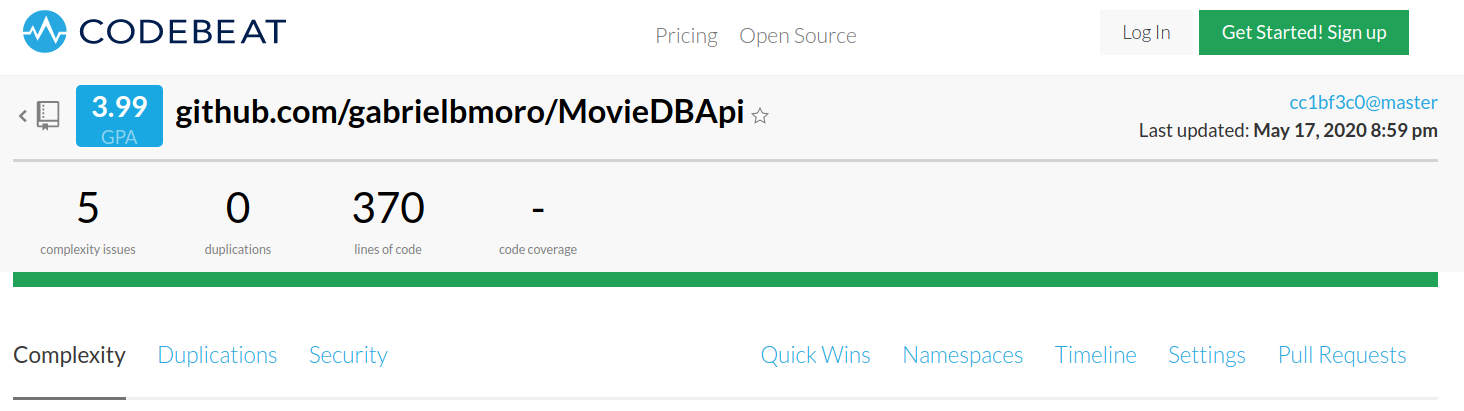 CODEBEAT
Pricing Open Source
Log In
Get Started! Sign up
3.99
GPA
github.com/gabrielbmoro/MovieDBApi
cc1bf3c0@master
Last updated: May 17, 2020 8:59 pm
5 0 370 -
complexity issues duplications lines of code code coverage
Complexity Duplications Security Quick Wins Namespaces Timeline Settings Pull Requests